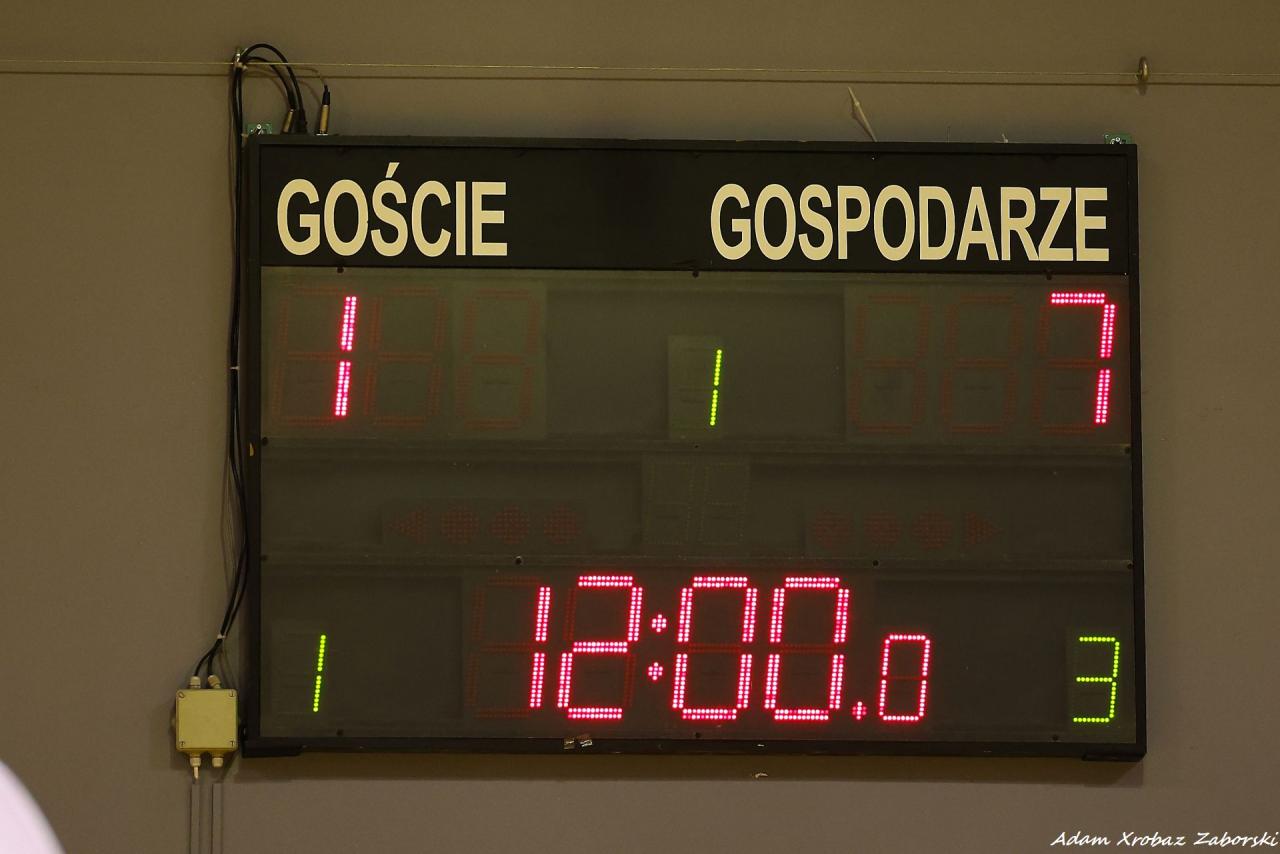 GOŚCIE GOSPODARZE
1 1 7
1 12:00.0 3
Adam Xrobaz Zaborski